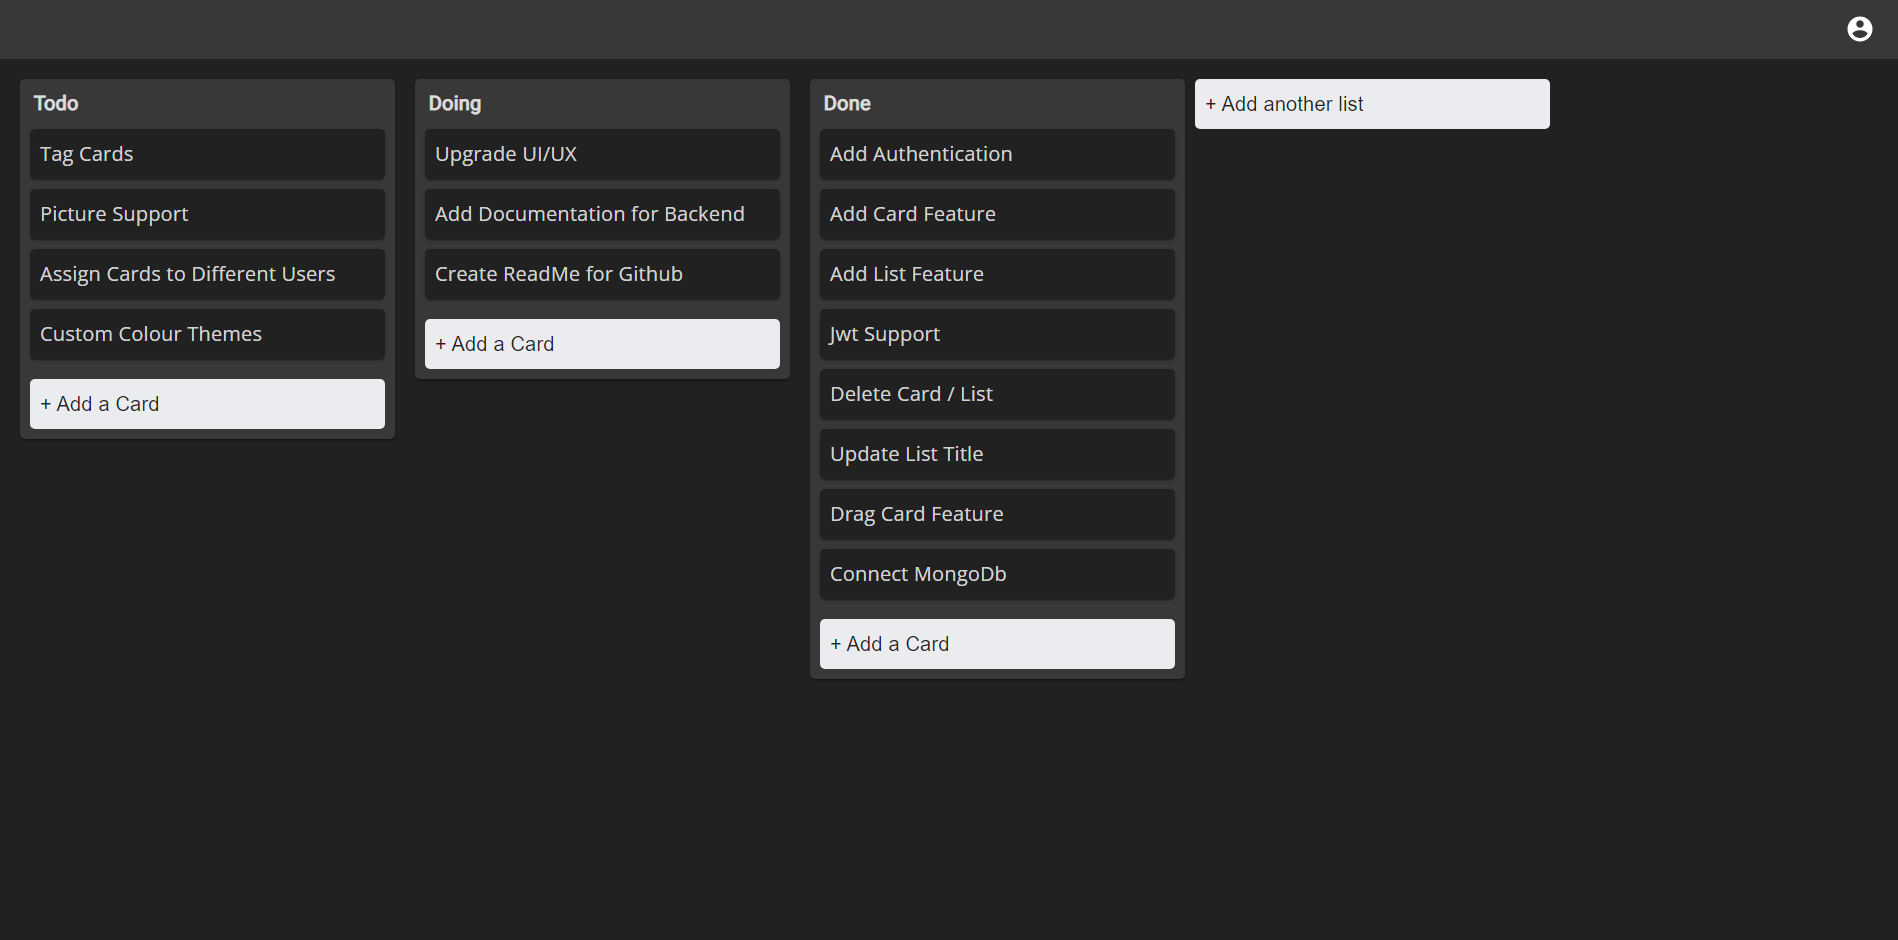 Todo
Tag Cards
Picture Support
Assign Cards to Different Users
Custom Colour Themes
+ Add a Card
Doing
Upgrade UI/UX
Add Documentation for Backend
Create ReadMe for Github
+ Add a Card
Done
Add Authentication
Add Card Feature
Add List Feature
Jwt Support
Delete Card / List
Update List Title
Drag Card Feature
Connect MongoDb
+ Add a Card
+ Add another list